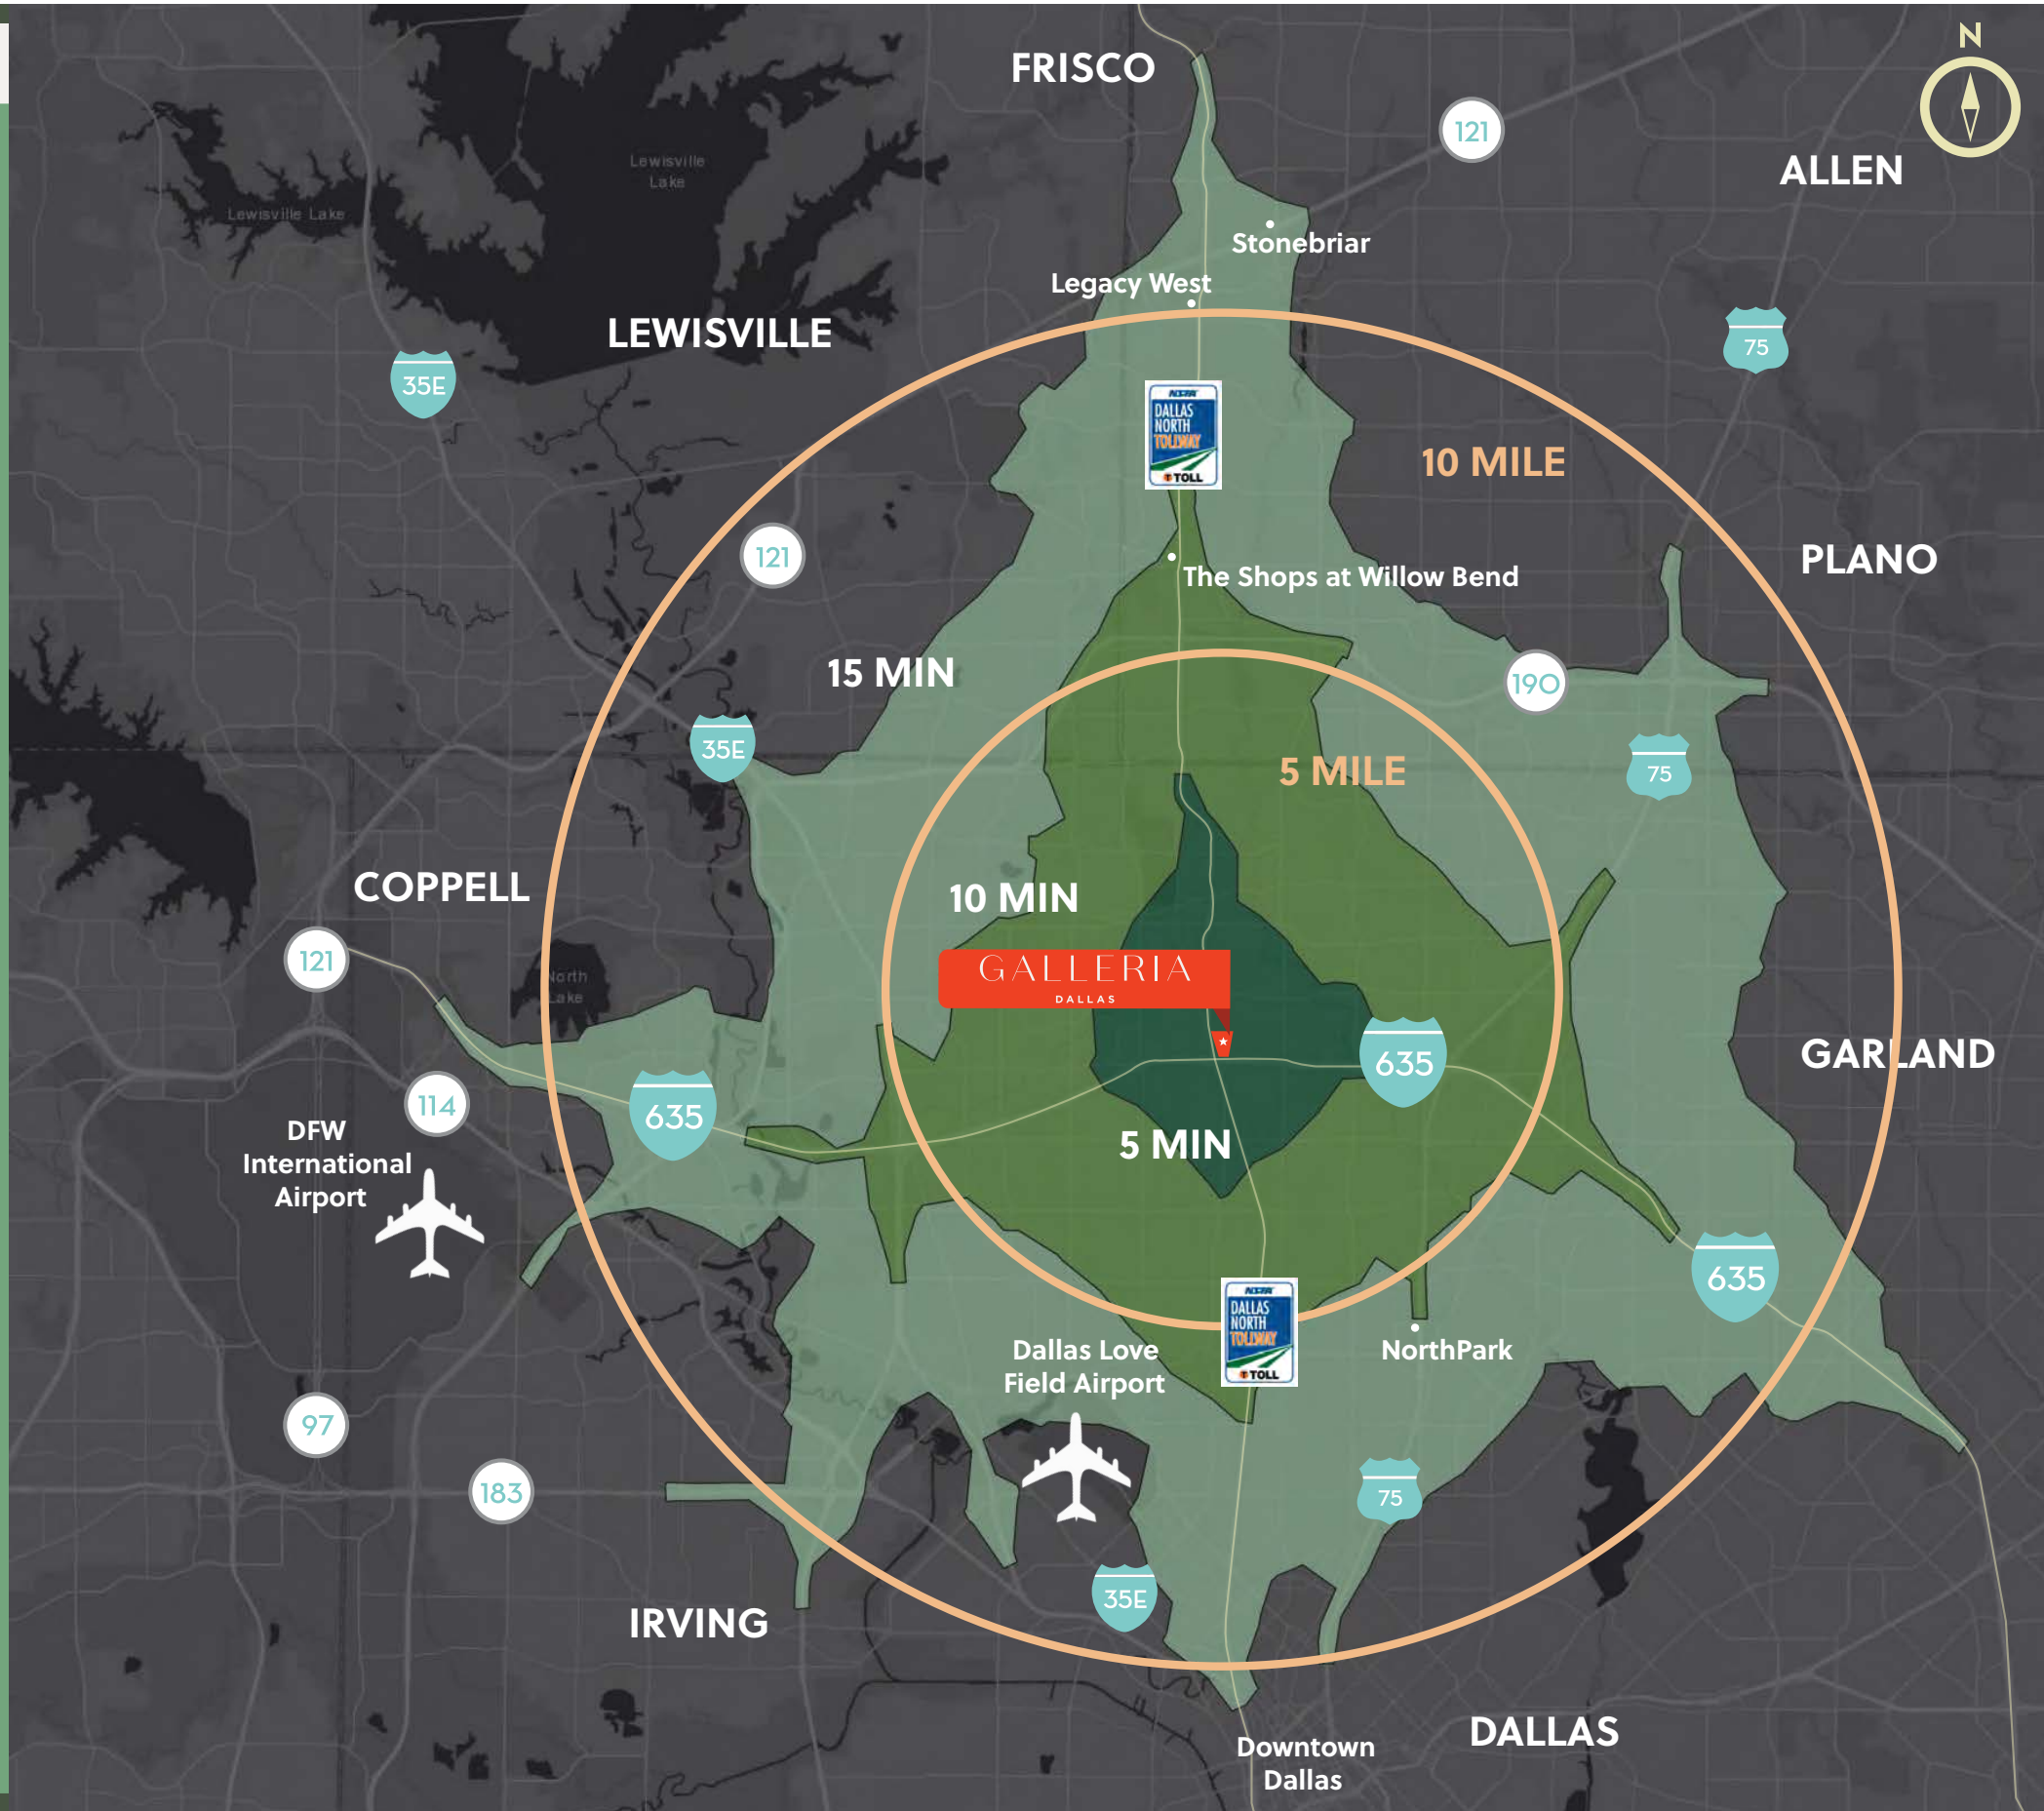 N
FRISCO
121
ALLEN
Lewisville
Lake
Lewisville Lake
Stonebriar
Legacy West
LEWISVILLE
75
35E
NTTA
DALLAS
NORTH
TOLLWAY
TOLL
10 MILE
121
The Shops at Willow Bend
PLANO
15 MIN
190
35E
5 MILE
75
COPPELL
10 MIN
121
North
Lake
GALLERIA
DALLAS
635
GARLAND
635
114
DFW
International
Airport
5 MIN
635
DALLAS
NORTH
TOLLWAY
TOLL
Dallas Love
Field Airport
NorthPark
97
183
75
35E
IRVING
DALLAS
Downtown
Dallas